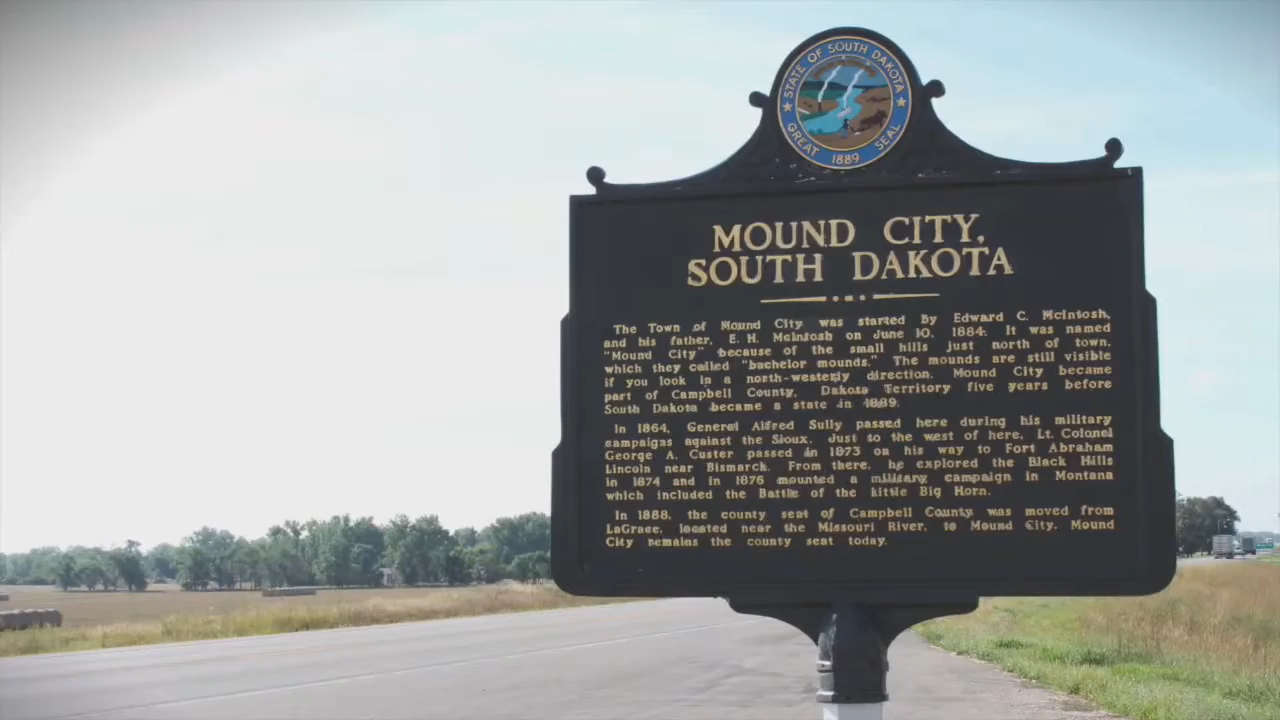 STATE OF SOUTH DAKOTA
GREAT SEAL
1889
MOUND CITY,
SOUTH DAKOTA
The Town of Mound City was started By Edward C. McIntosh,
and his father, E. H. McIntosh on June 10, 1884. It was named
"Mound City" because of the small hills just north of town,
which they called "bachelor mounds." The mounds are still visible
if you look in a north-westerly direction. Mound City became
part of Campbell County, Dakota Territory five years before
South Dakota became a state in 1889.
In 1864, General Alfred Sully passed here during his military
campaigns against the Sioux. Just to the west of here, Lt. Colonel
George A. Custer passed in 1873 on his way to Fort Abraham
Lincoln near Bismarck. From there, he explored the Black Hills
in 1874 and in 1876 mounted a military campaign in Montana
which included the Battle of the Little Big Horn.
In 1888, the county seat of Campbell County was moved from
LaGrace, located near the Missouri River, to Mound City. Mound
City remains the county seat today.